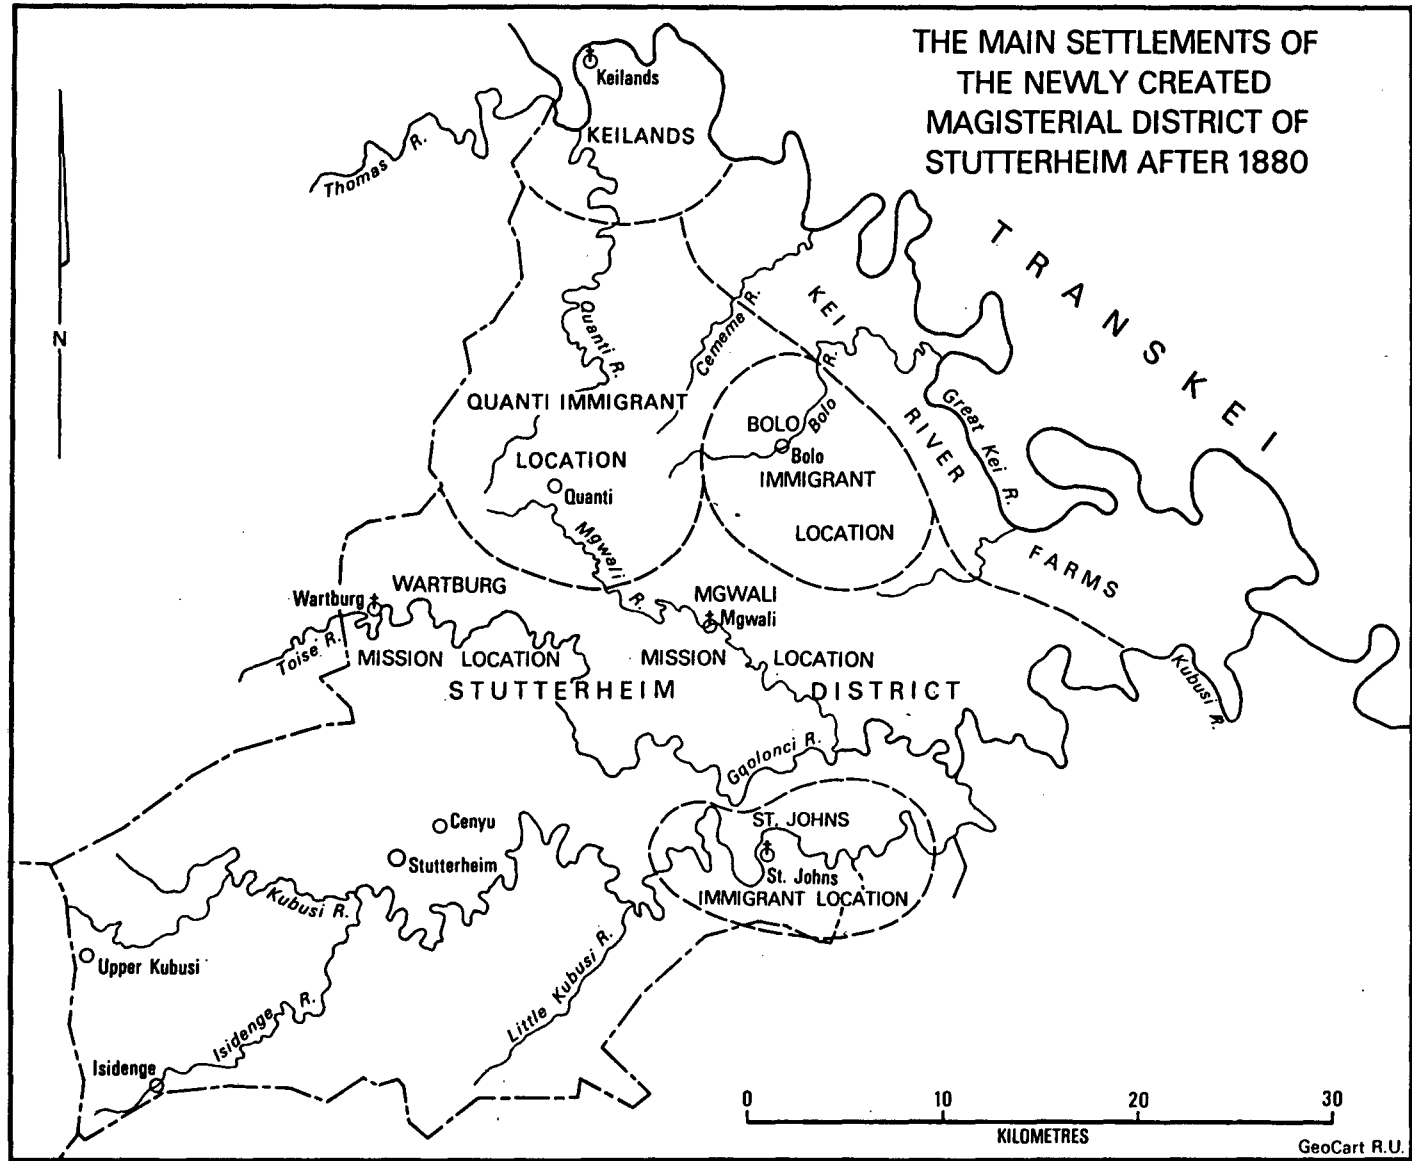 THE MAIN SETTLEMENTS OF
THE NEWLY CREATED
MAGISTERIAL DISTRICT OF
STUTTERHEIM AFTER 1880
Keilands
KEILANDS
Thomas R.
TRANSKEI
N
Quanti R.
Cememe R.
KEI
RIVER
FARMS
Great Kei R.
QUANTI IMMIGRANT
LOCATION
Quanti
BOLO
Bolo R.
Bolo
IMMIGRANT
LOCATION
Mgwali R.
WARTBURG
Wartburg
Toise R.
MISSION LOCATION
MGWALI
Mgwali
MISSION LOCATION
STUTTERHEIM DISTRICT
Kubusi R.
Gqolonci R.
ST. JOHNS
St. Johns
IMMIGRANT LOCATION
Cenyu
Stutterheim
Kubusi R.
Upper Kubusi
Little Kubusi R.
Isidenge R.
Isidenge
0 10 20 30
KILOMETRES
GeoCart R.U.